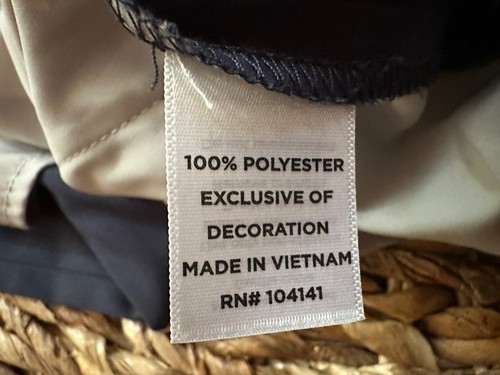 100% POLYESTER
EXCLUSIVE OF
DECORATION
MADE IN VIETNAM
RN# 104141